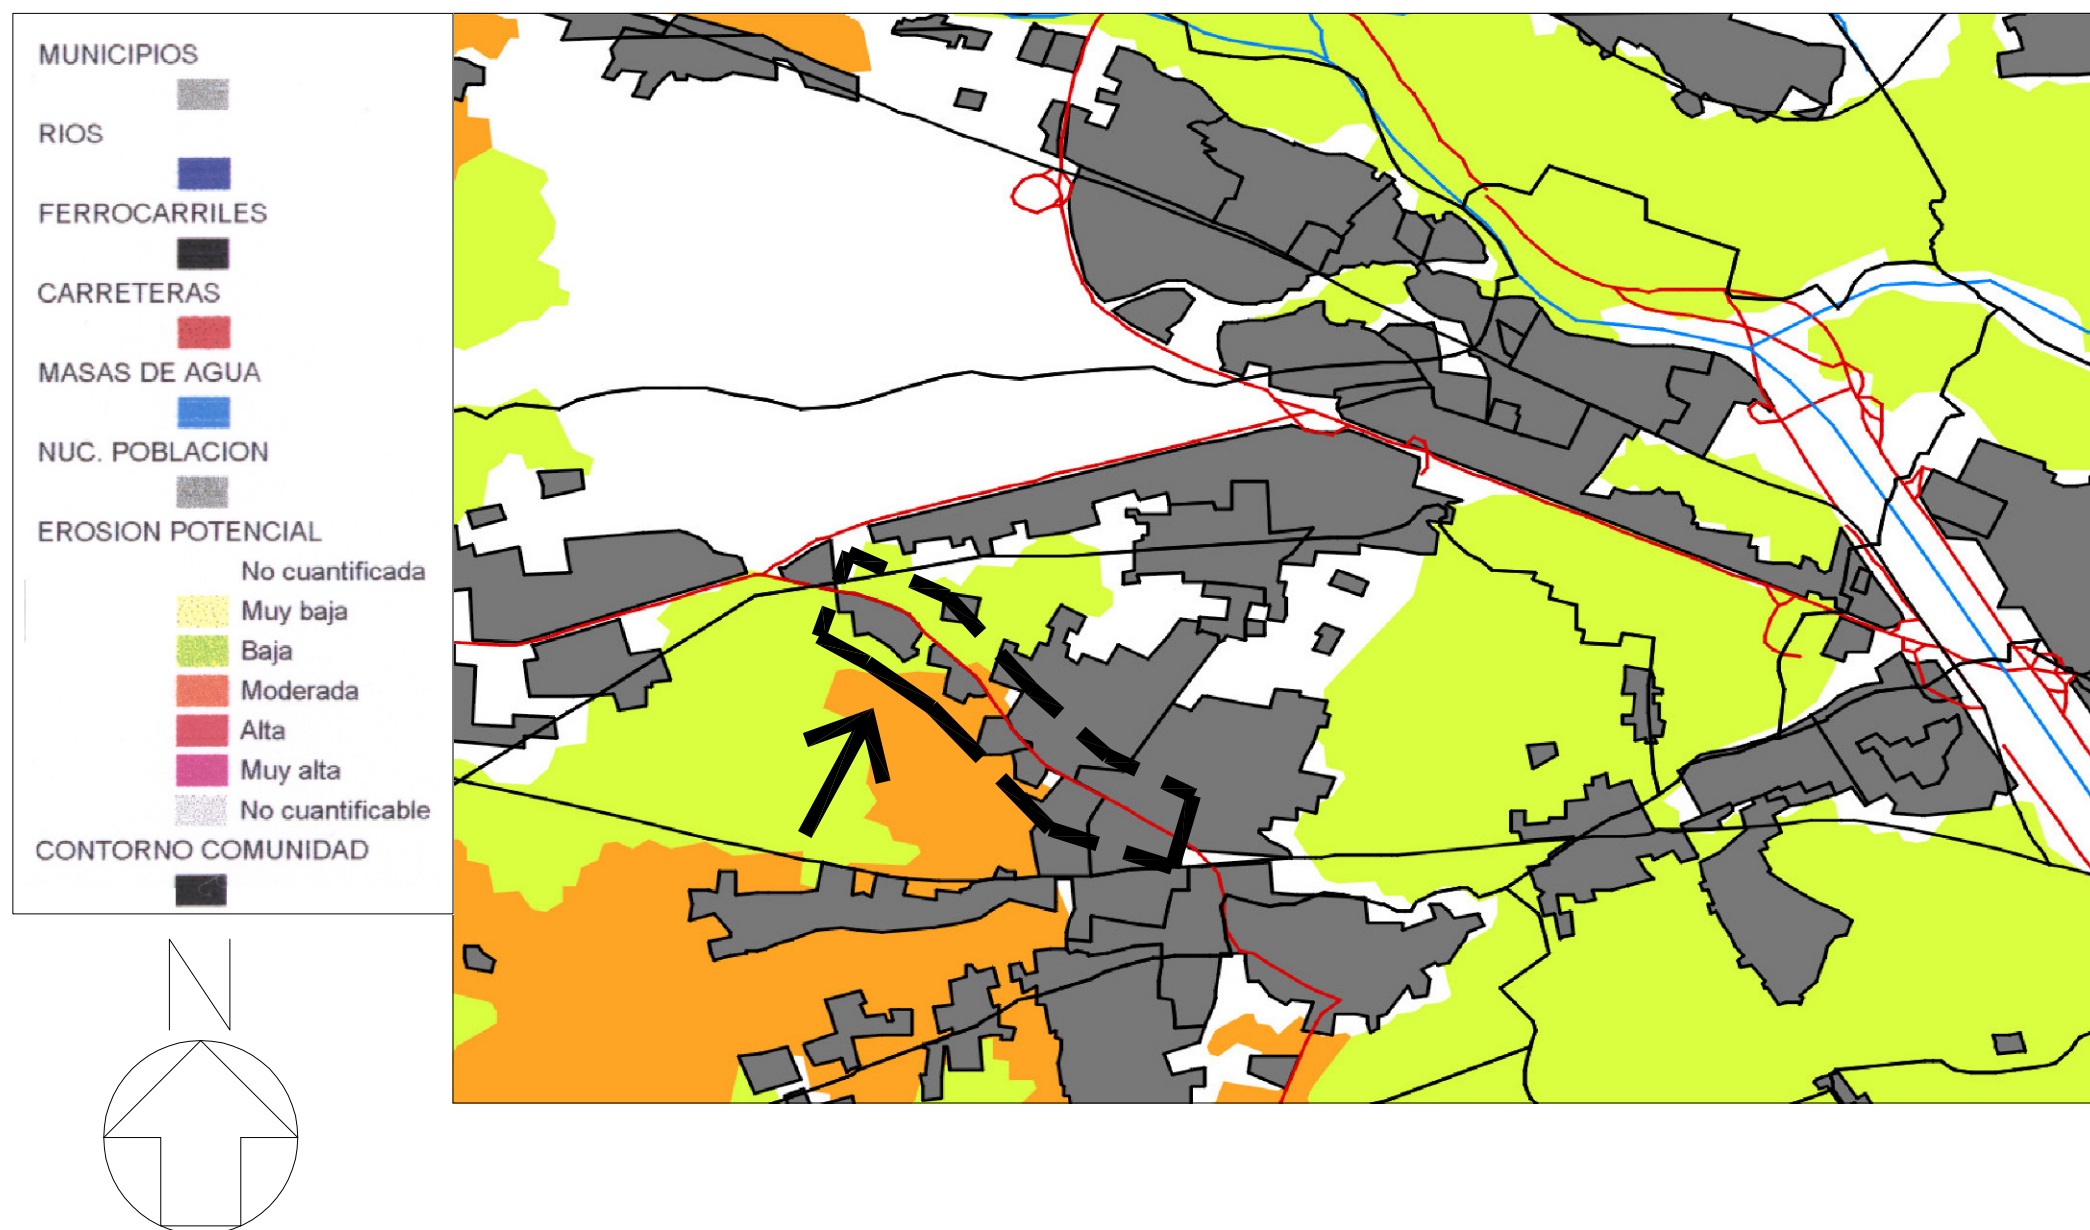 MUNICIPIOS
RIOS
FERROCARRILES
CARRETERAS
MASAS DE AGUA
NUC. POBLACION
EROSION POTENCIAL
No cuantificada
Muy baja
Baja
Moderada
Alta
Muy alta
No cuantificable
CONTORNO COMUNIDAD
N